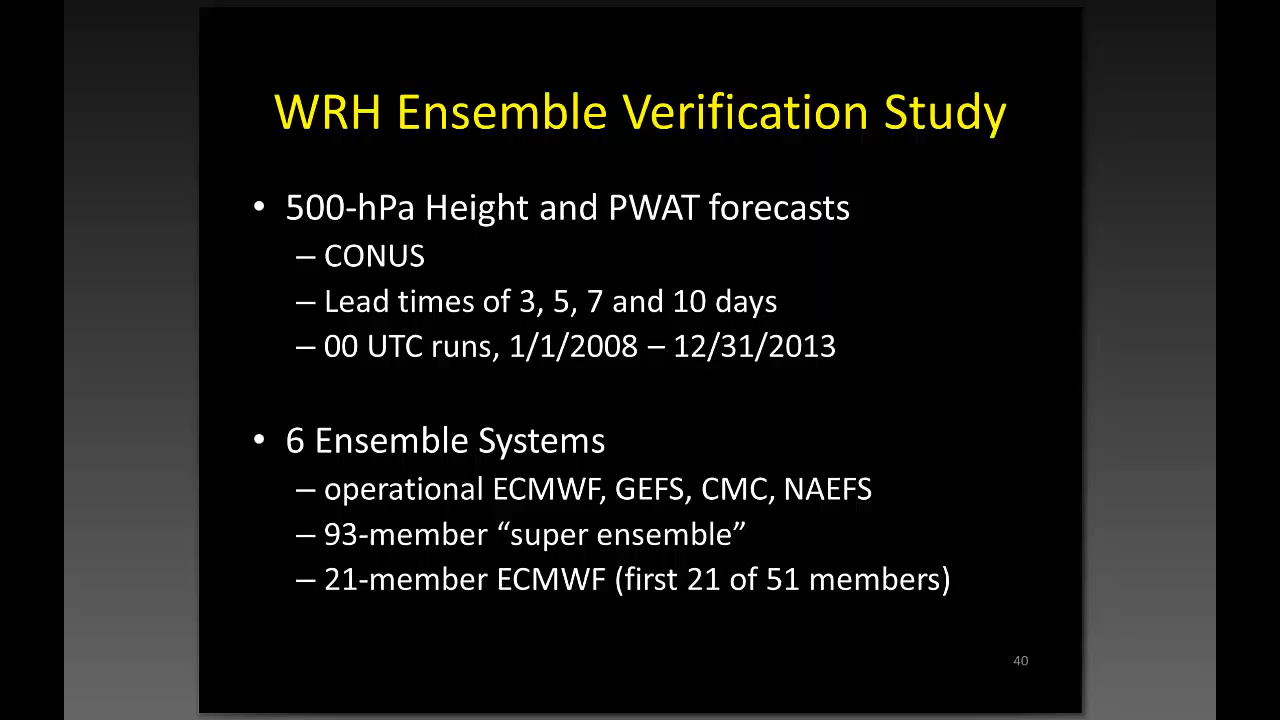 WRH Ensemble Verification Study
• 500-hPa Height and PWAT forecasts
– CONUS
– Lead times of 3, 5, 7 and 10 days
– 00 UTC runs, 1/1/2008 – 12/31/2013
• 6 Ensemble Systems
– operational ECMWF, GEFS, CMC, NAEFS
– 93-member “super ensemble”
– 21-member ECMWF (first 21 of 51 members)
40